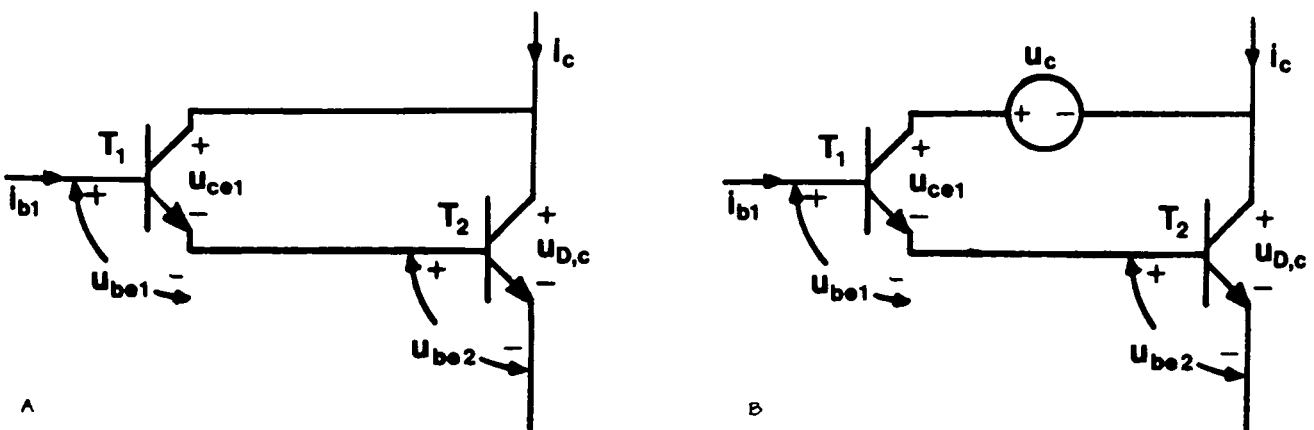 i_c
T_1
+
u_ce1
i_b1
+
-
T_2
+
u_D,c
u_be1
-
+
-
u_be2
-
A
u_c
i_c
+ -
T_1
+
u_ce1
i_b1
+
-
T_2
+
u_D,c
u_be1
-
+
-
u_be2
-
B